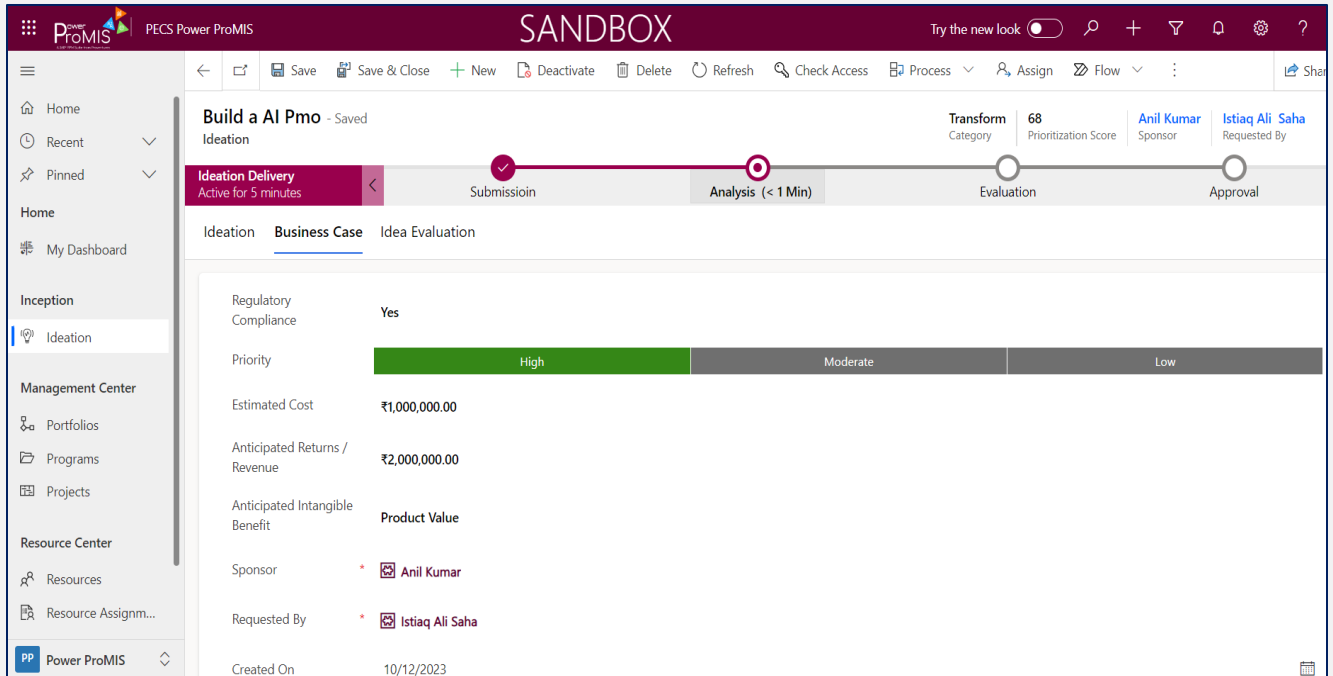 Power ProMIS
PECS Power ProMIS
SANDBOX
Try the new look
?
Save
Save & Close
New
Deactivate
Delete
Refresh
Check Access
Process
Assign
Flow
Shar
Home
Recent
Pinned
Home
My Dashboard
Inception
Ideation
Management Center
Portfolios
Programs
Projects
Resource Center
Resources
Resource Assignm...
PP Power ProMIS
Build a AI Pmo - Saved
Ideation
Transform
Category
68
Prioritization Score
Anil Kumar
Sponsor
Istiaq Ali Saha
Requested By
Ideation Delivery
Active for 5 minutes
Submissioin
Analysis (< 1 Min)
Evaluation
Approval
Ideation Business Case Idea Evaluation
Regulatory
Compliance
Yes
Priority
High Moderate Low
Estimated Cost
₹1,000,000.00
Anticipated Returns /
Revenue
₹2,000,000.00
Anticipated Intangible
Benefit
Product Value
Sponsor *
Anil Kumar
Requested By *
Istiaq Ali Saha
Created On
10/12/2023